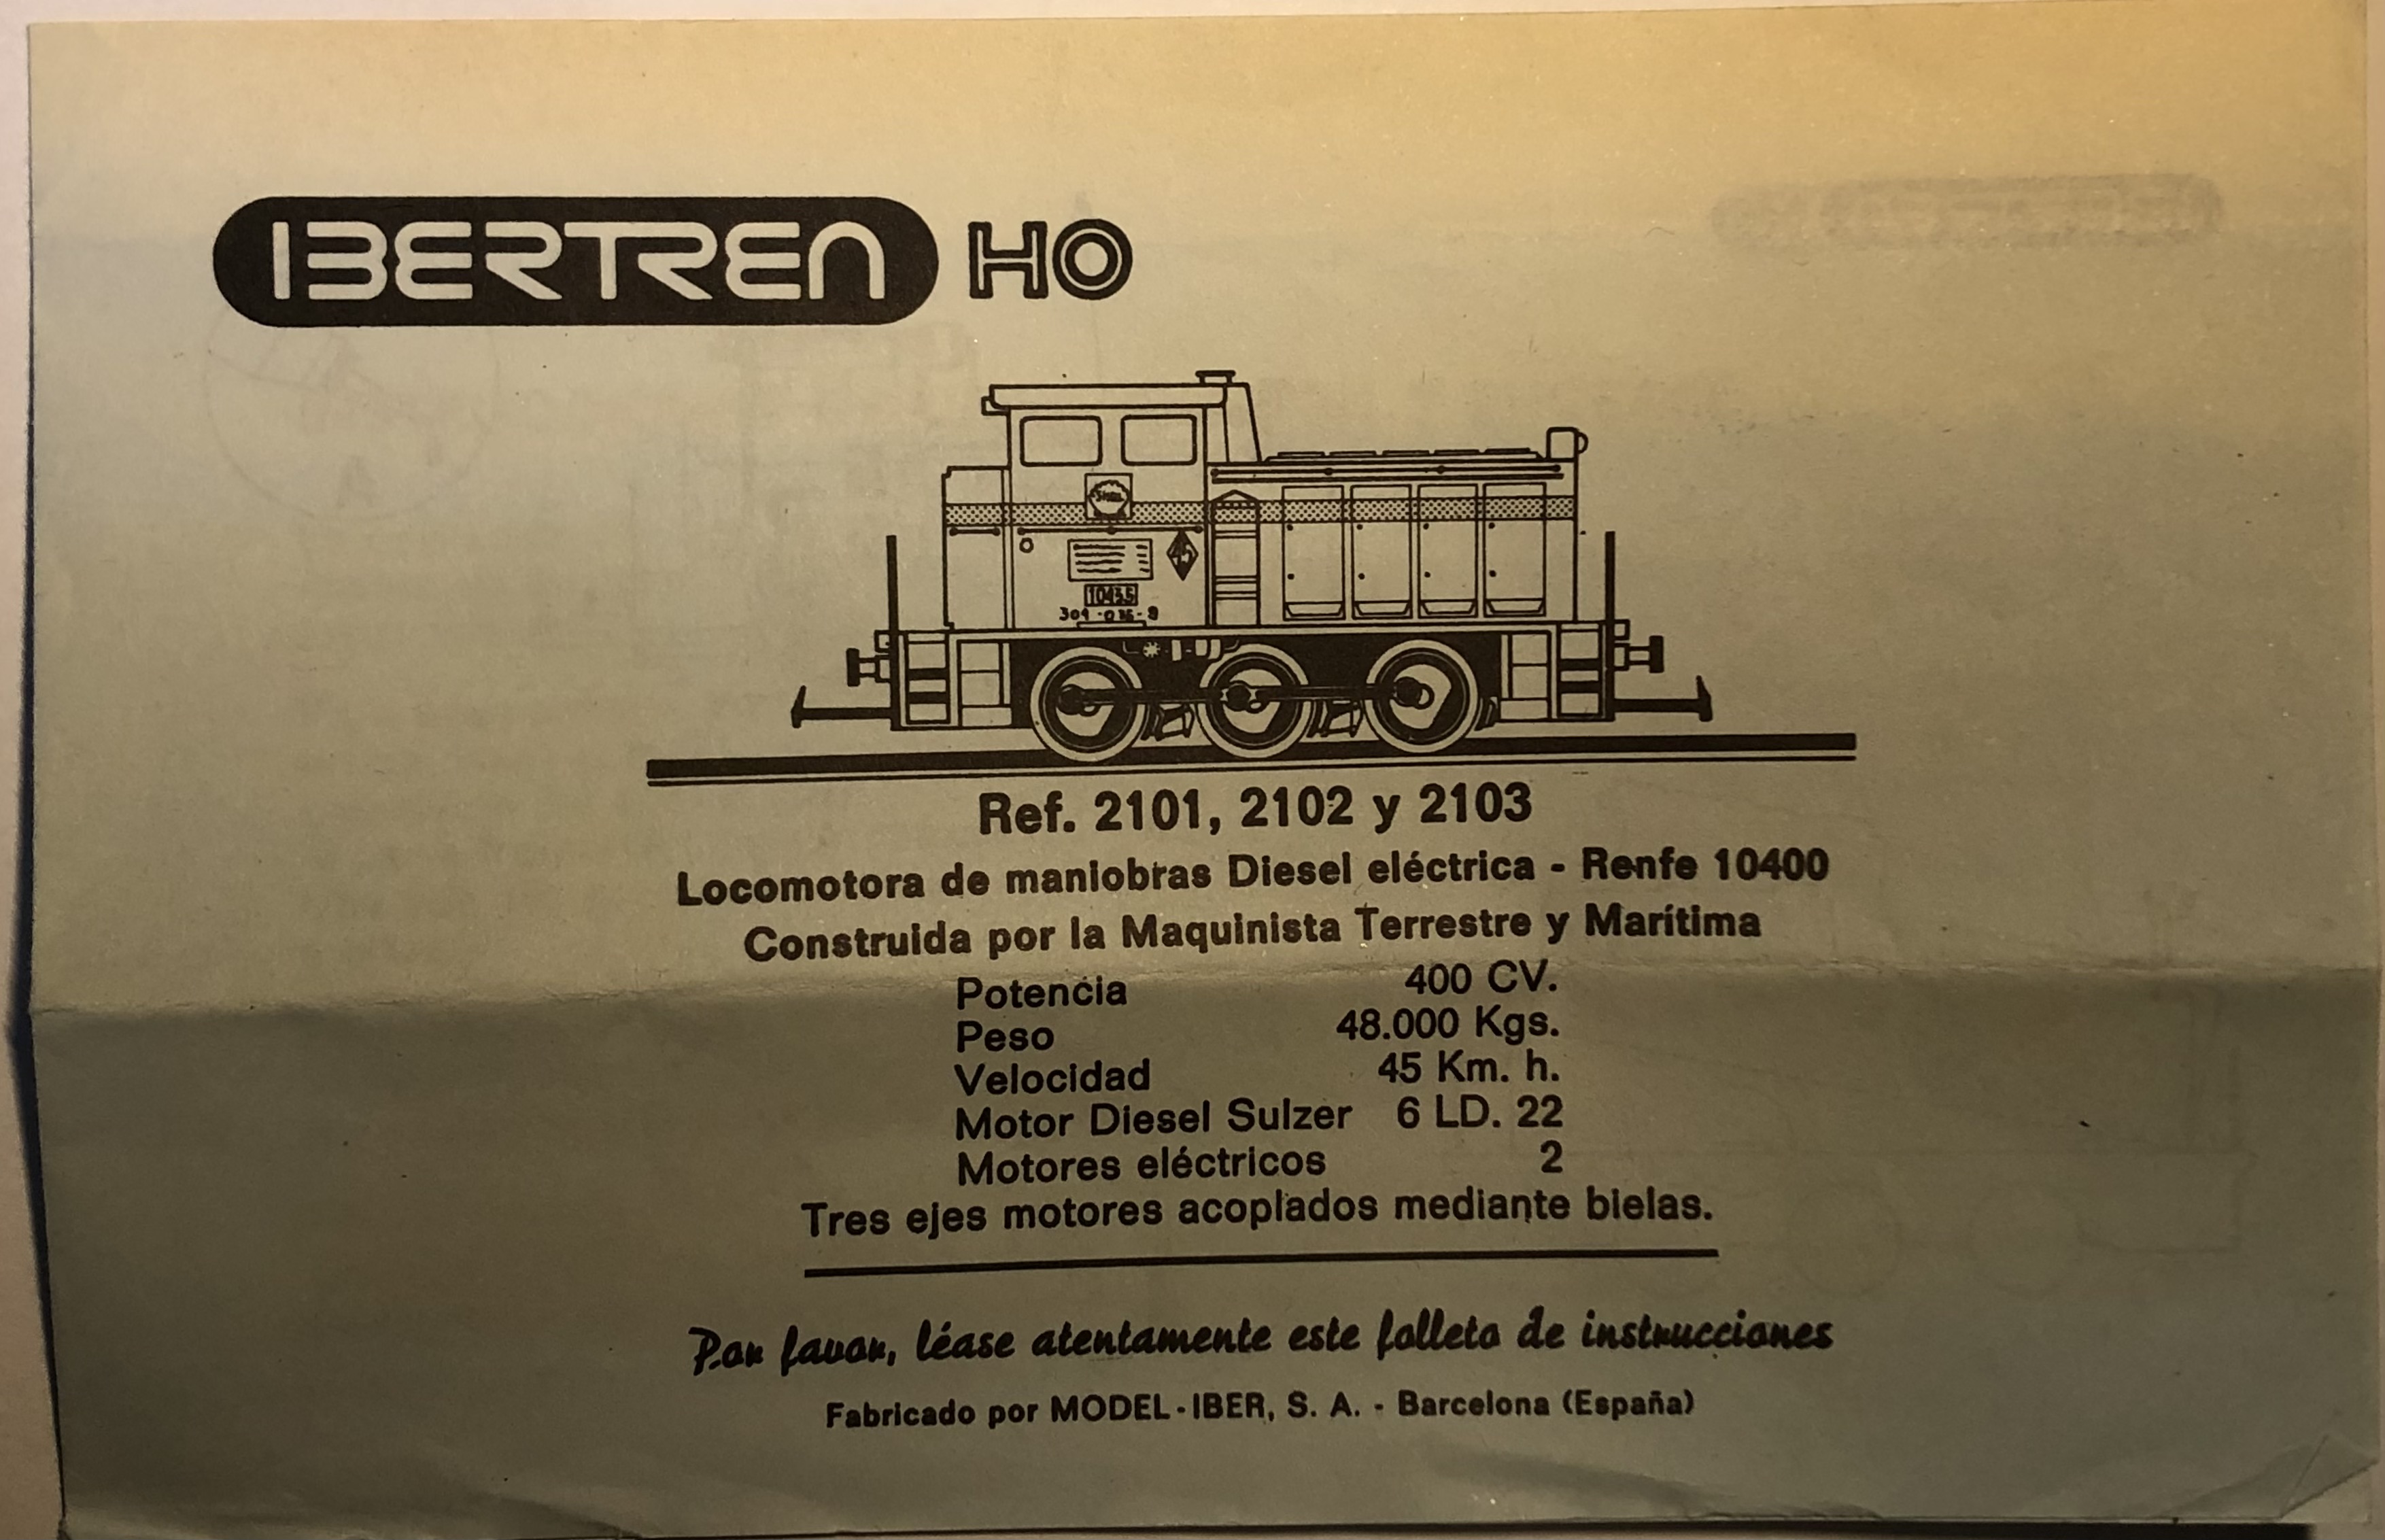 IBERTREN HO
Shell
45
10435
Ref. 2101, 2102 y 2103
Locomotora de maniobras Diesel eléctrica - Renfe 10400
Construida por la Maquinista Terrestre y Marítima
Potencia 400 CV.
Peso 48.000 Kgs.
Velocidad 45 Km. h.
Motor Diesel Sulzer 6 LD. 22
Motores eléctricos 2
Tres ejes motores acoplados mediante bielas.
Por favor, léase atentamente este folleto de instrucciones
Fabricado por MODEL-IBER, S. A. - Barcelona (España)